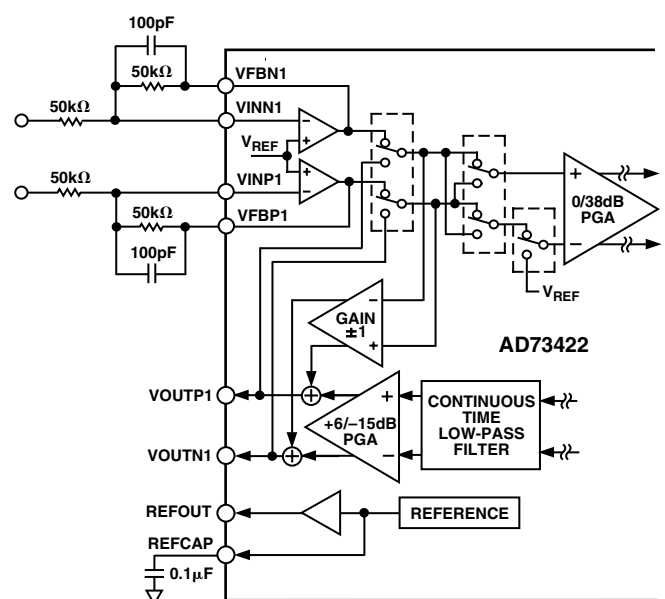 100pF
50kΩ
VFBN1
50kΩ
VINN1
VREF
50kΩ
VINP1
50kΩ
VFBP1
100pF
0/38dB
PGA
VREF
GAIN
±1
AD73422
VOUTP1
+6/–15dB
PGA
CONTINUOUS
TIME
LOW-PASS
FILTER
VOUTN1
REFOUT
REFERENCE
REFCAP
0.1µF